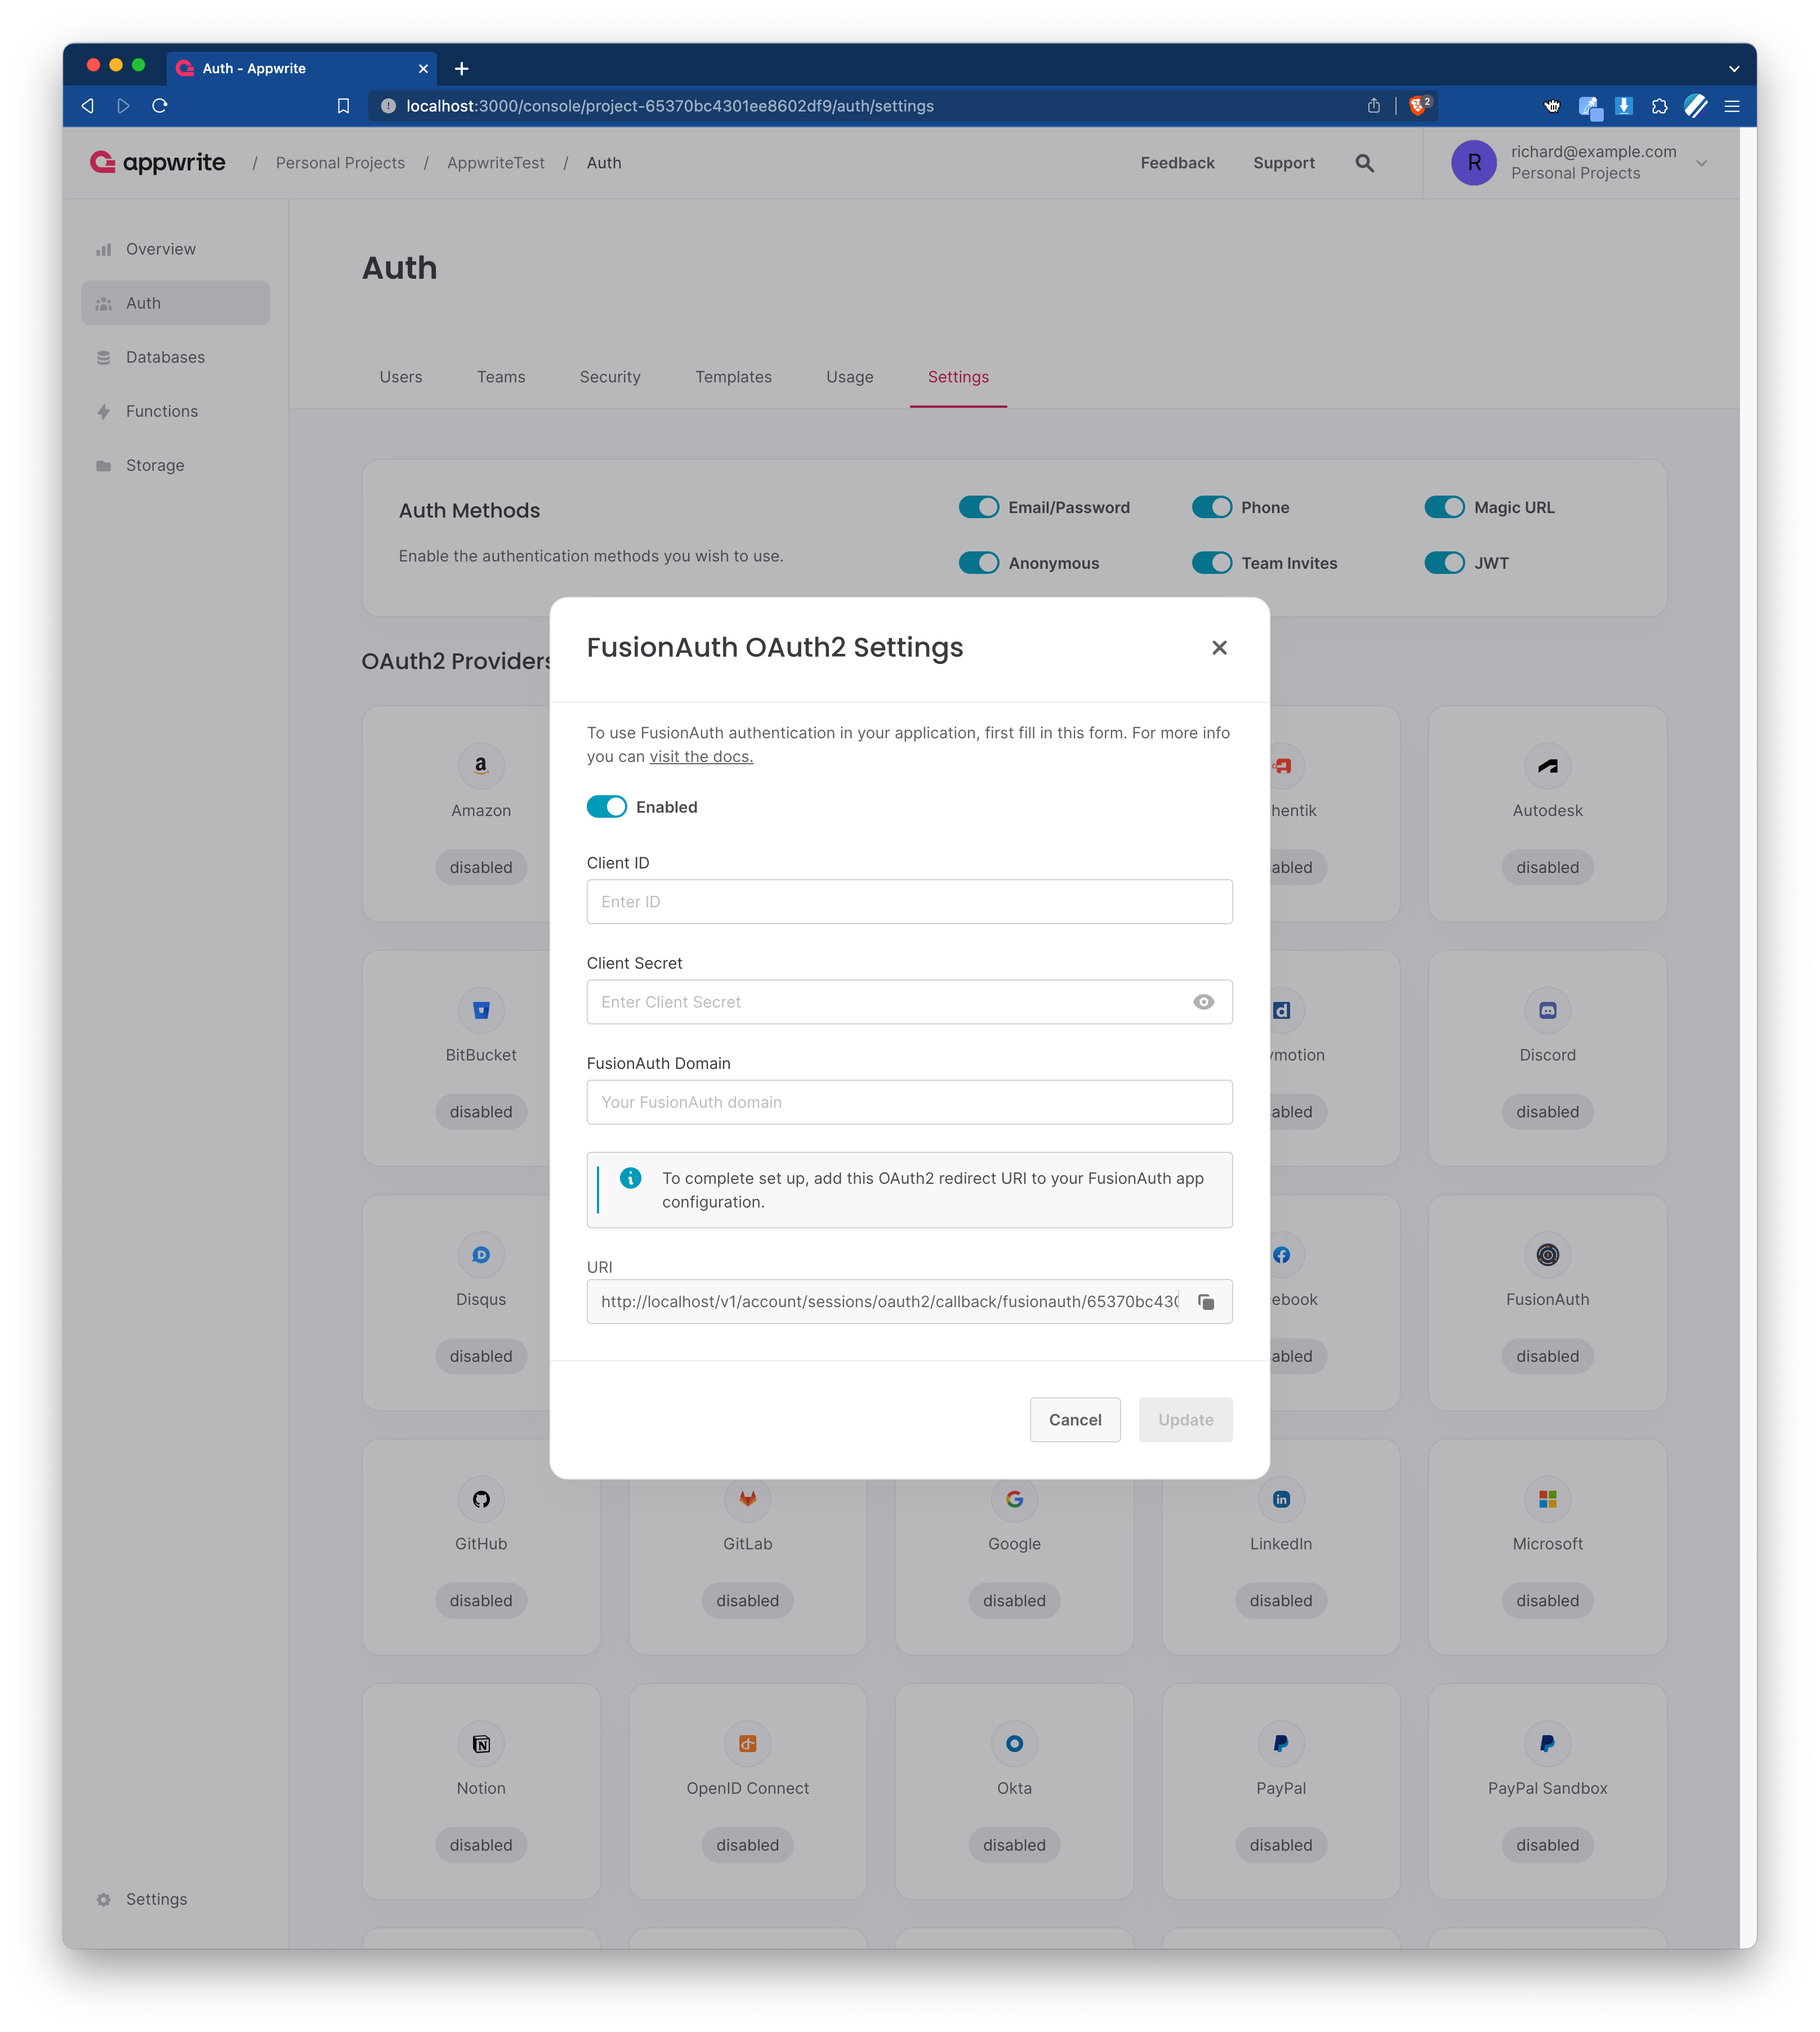 Auth - Appwrite
localhost:3000/console/project-65370bc4301ee8602df9/auth/settings
2
appwrite / Personal Projects / AppwriteTest / Auth
Feedback Support
R
richard@example.com
Personal Projects
Overview
Auth
Databases
Functions
Storage
Settings
Auth
Users Teams Security Templates Usage Settings
Auth Methods
Enable the authentication methods you wish to use.
Email/Password Phone Magic URL
Anonymous Team Invites JWT
OAuth2 Providers
FusionAuth OAuth2 Settings
To use FusionAuth authentication in your application, first fill in this form. For more info
you can visit the docs.
Enabled
Client ID
Enter ID
Client Secret
Enter Client Secret
FusionAuth Domain
Your FusionAuth domain
To complete set up, add this OAuth2 redirect URI to your FusionAuth app
configuration.
URI
http://localhost/v1/account/sessions/oauth2/callback/fusionauth/65370bc430
Cancel Update
Amazon hentik Autodesk
disabled abled disabled
BitBucket ymotion Discord
disabled abled disabled
Disqus ebook FusionAuth
disabled abled disabled
GitHub GitLab Google LinkedIn Microsoft
disabled disabled disabled disabled disabled
Notion OpenID Connect Okta PayPal PayPal Sandbox
disabled disabled disabled disabled disabled